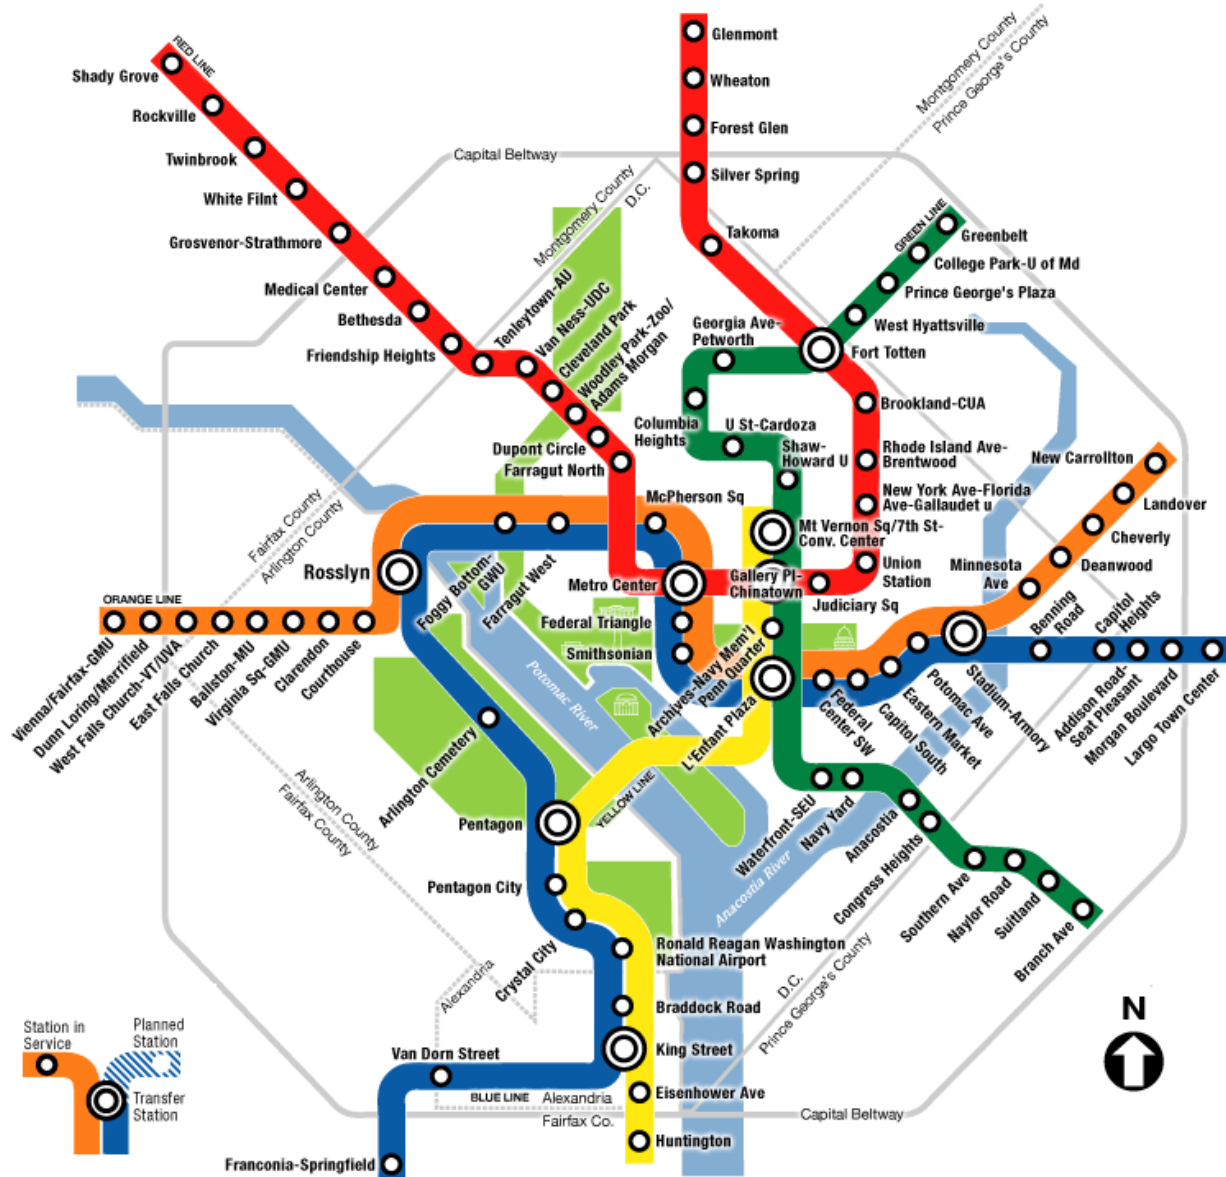 Glenmont
Wheaton
Forest Glen
Silver Spring
Takoma
RED LINE
Shady Grove
Rockville
Twinbrook
White Filnt
Grosvenor-Strathmore
Medical Center
Bethesda
Friendship Heights
Tenleytown-AU
Van Ness-UDC
Cleveland Park
Woodley Park-Zoo/
Adams Morgan
Dupont Circle
Farragut North
Capital Beltway
Montgomery County
D.C.
Montgomery County
Prince George's County
GREEN LINE
Greenbelt
College Park-U of Md
Prince George's Plaza
West Hyattsville
Fort Totten
Georgia Ave-
Petworth
Columbia
Heights
U St-Cardoza
Shaw-
Howard U
Brookland-CUA
Rhode Island Ave-
Brentwood
New York Ave-Florida
Ave-Gallaudet u
Mt Vernon Sq/7th St-
Conv. Center
Union
Station
Judiciary Sq
Gallery Pl-
Chinatown
Metro Center
McPherson Sq
New Carrollton
Landover
Cheverly
Deanwood
Minnesota
Ave
Benning
Road
Capitol
Heights
Addison Road-
Seat Pleasant
Morgan Boulevard
Largo Town Center
Stadium-Armory
Potomac Ave
Eastern Market
Capitol South
Federal
Center SW
Fairfax County
Arlington County
Rosslyn
ORANGE LINE
Vienna/Fairfax-GMU
Dunn Loring/Merrifield
West Falls Church-VT/UVA
East Falls Church
Ballston-MU
Virginia Sq-GMU
Clarendon
Courthouse
Foggy Bottom-
GWU
Farragut West
Federal Triangle
Smithsonian
Archives-Navy Mem'l
Penn Quarter
L'Enfant Plaza
Potomac River
Arlington Cemetery
Arlington County
Fairfax County
Pentagon
YELLOW LINE
Pentagon City
Crystal City
Ronald Reagan Washington
National Airport
Waterfront-SEU
Navy Yard
Anacostia
Anacostia River
Congress Heights
Southern Ave
Naylor Road
Suitland
Branch Ave
D.C.
Prince George's County
Alexandria
Braddock Road
King Street
Van Dorn Street
Eisenhower Ave
BLUE LINE
Alexandria
Fairfax Co.
Capital Beltway
Huntington
Franconia-Springfield
Station in
Service
Planned
Station
Transfer
Station
N